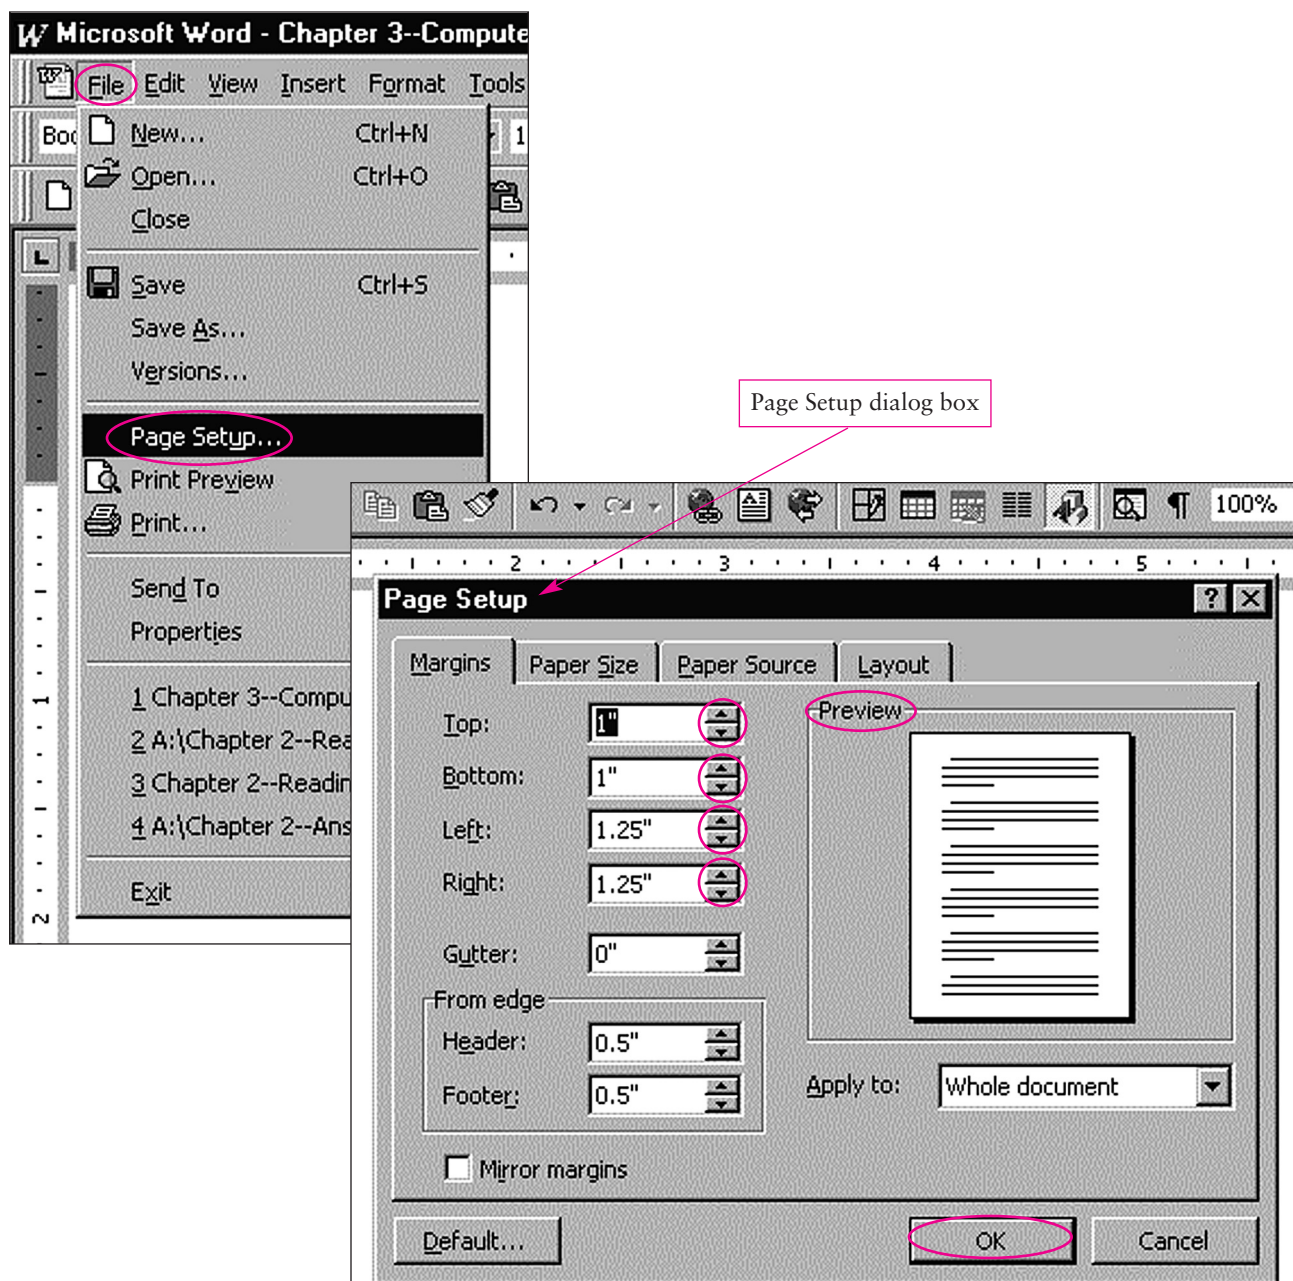 Microsoft Word - Chapter 3--Compute
File Edit View Insert Format Tools
New... Ctrl+N
Open... Ctrl+O
Close
Save Ctrl+S
Save As...
Versions...
Page Setup...
Print Preview
Print...
Send To
Properties
1 Chapter 3--Compu
2 A:\Chapter 2--Rea
3 Chapter 2--Readin
4 A:\Chapter 2--Ans
Exit
1
2
Page Setup dialog box
100%
2 3 4 5
Page Setup
Margins Paper Size Paper Source Layout
Top: 1"
Bottom: 1"
Left: 1.25"
Right: 1.25"
Gutter: 0"
From edge
Header: 0.5"
Footer: 0.5"
Mirror margins
Preview
Apply to: Whole document
Default... OK Cancel